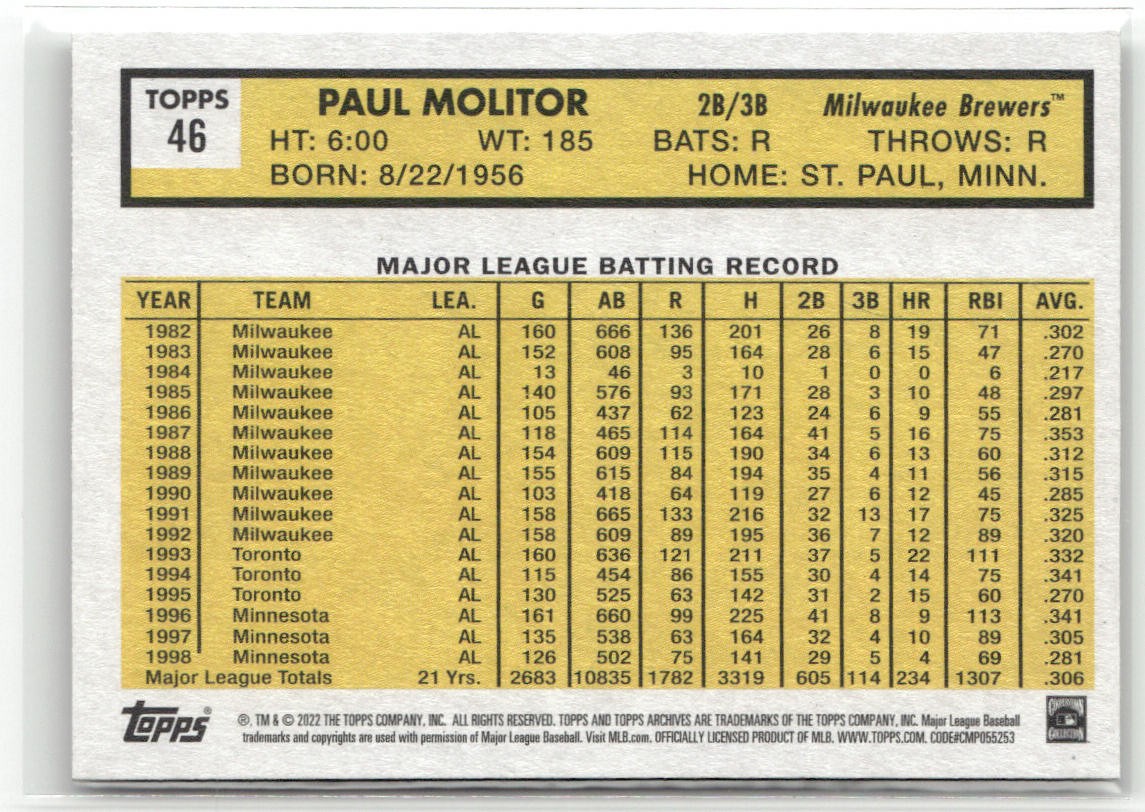 TOPPS PAUL MOLITOR 2B/3B Milwaukee Brewers™
46 HT: 6:00 WT: 185 BATS: R THROWS: R
BORN: 8/22/1956 HOME: ST. PAUL, MINN.
MAJOR LEAGUE BATTING RECORD
YEAR TEAM LEA. G AB R H 2B 3B HR RBI AVG.
1982 Milwaukee AL 160 666 136 201 26 8 19 71 .302
1983 Milwaukee AL 152 608 95 164 28 6 15 47 .270
1984 Milwaukee AL 13 46 3 10 1 0 0 6 .217
1985 Milwaukee AL 140 576 93 171 28 3 10 48 .297
1986 Milwaukee AL 105 437 62 123 24 6 9 55 .281
1987 Milwaukee AL 118 465 114 164 41 5 16 75 .353
1988 Milwaukee AL 154 609 115 190 34 6 13 60 .312
1989 Milwaukee AL 155 615 84 194 35 4 11 56 .315
1990 Milwaukee AL 103 418 64 119 27 6 12 45 .285
1991 Milwaukee AL 158 665 133 216 32 13 17 75 .325
1992 Milwaukee AL 158 609 89 195 36 7 12 89 .320
1993 Toronto AL 160 636 121 211 37 5 22 111 .332
1994 Toronto AL 115 454 86 155 30 4 14 75 .341
1995 Toronto AL 130 525 63 142 31 2 15 60 .270
1996 Minnesota AL 161 660 99 225 41 8 9 113 .341
1997 Minnesota AL 135 538 63 164 32 4 10 89 .305
1998 Minnesota AL 126 502 75 141 29 5 4 69 .281
Major League Totals 21 Yrs. 2683 10835 1782 3319 605 114 234 1307 .306
topps® ®, TM & © 2022 THE TOPPS COMPANY, INC. ALL RIGHTS RESERVED. TOPPS AND TOPPS ARCHIVES ARE TRADEMARKS OF THE TOPPS COMPANY, INC. Major League Baseball
trademarks and copyrights are used with permission of Major League Baseball. Visit MLB.com. OFFICIALLY LICENSED PRODUCT OF MLB. WWW.TOPPS.COM. CODE#CMP055253